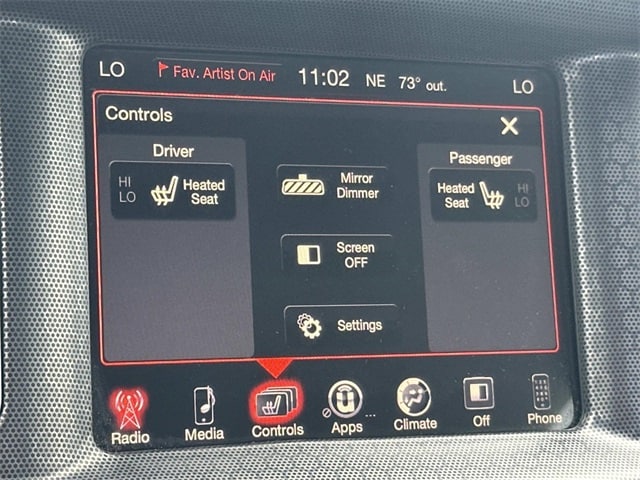 LO Fav. Artist On Air 11:02 NE 73° out. LO
Controls
Driver
HI
LO
Heated
Seat
Mirror
Dimmer
Screen
OFF
Settings
Passenger
Heated
Seat
HI
LO
Radio Media Controls Apps ... Climate Off Phone